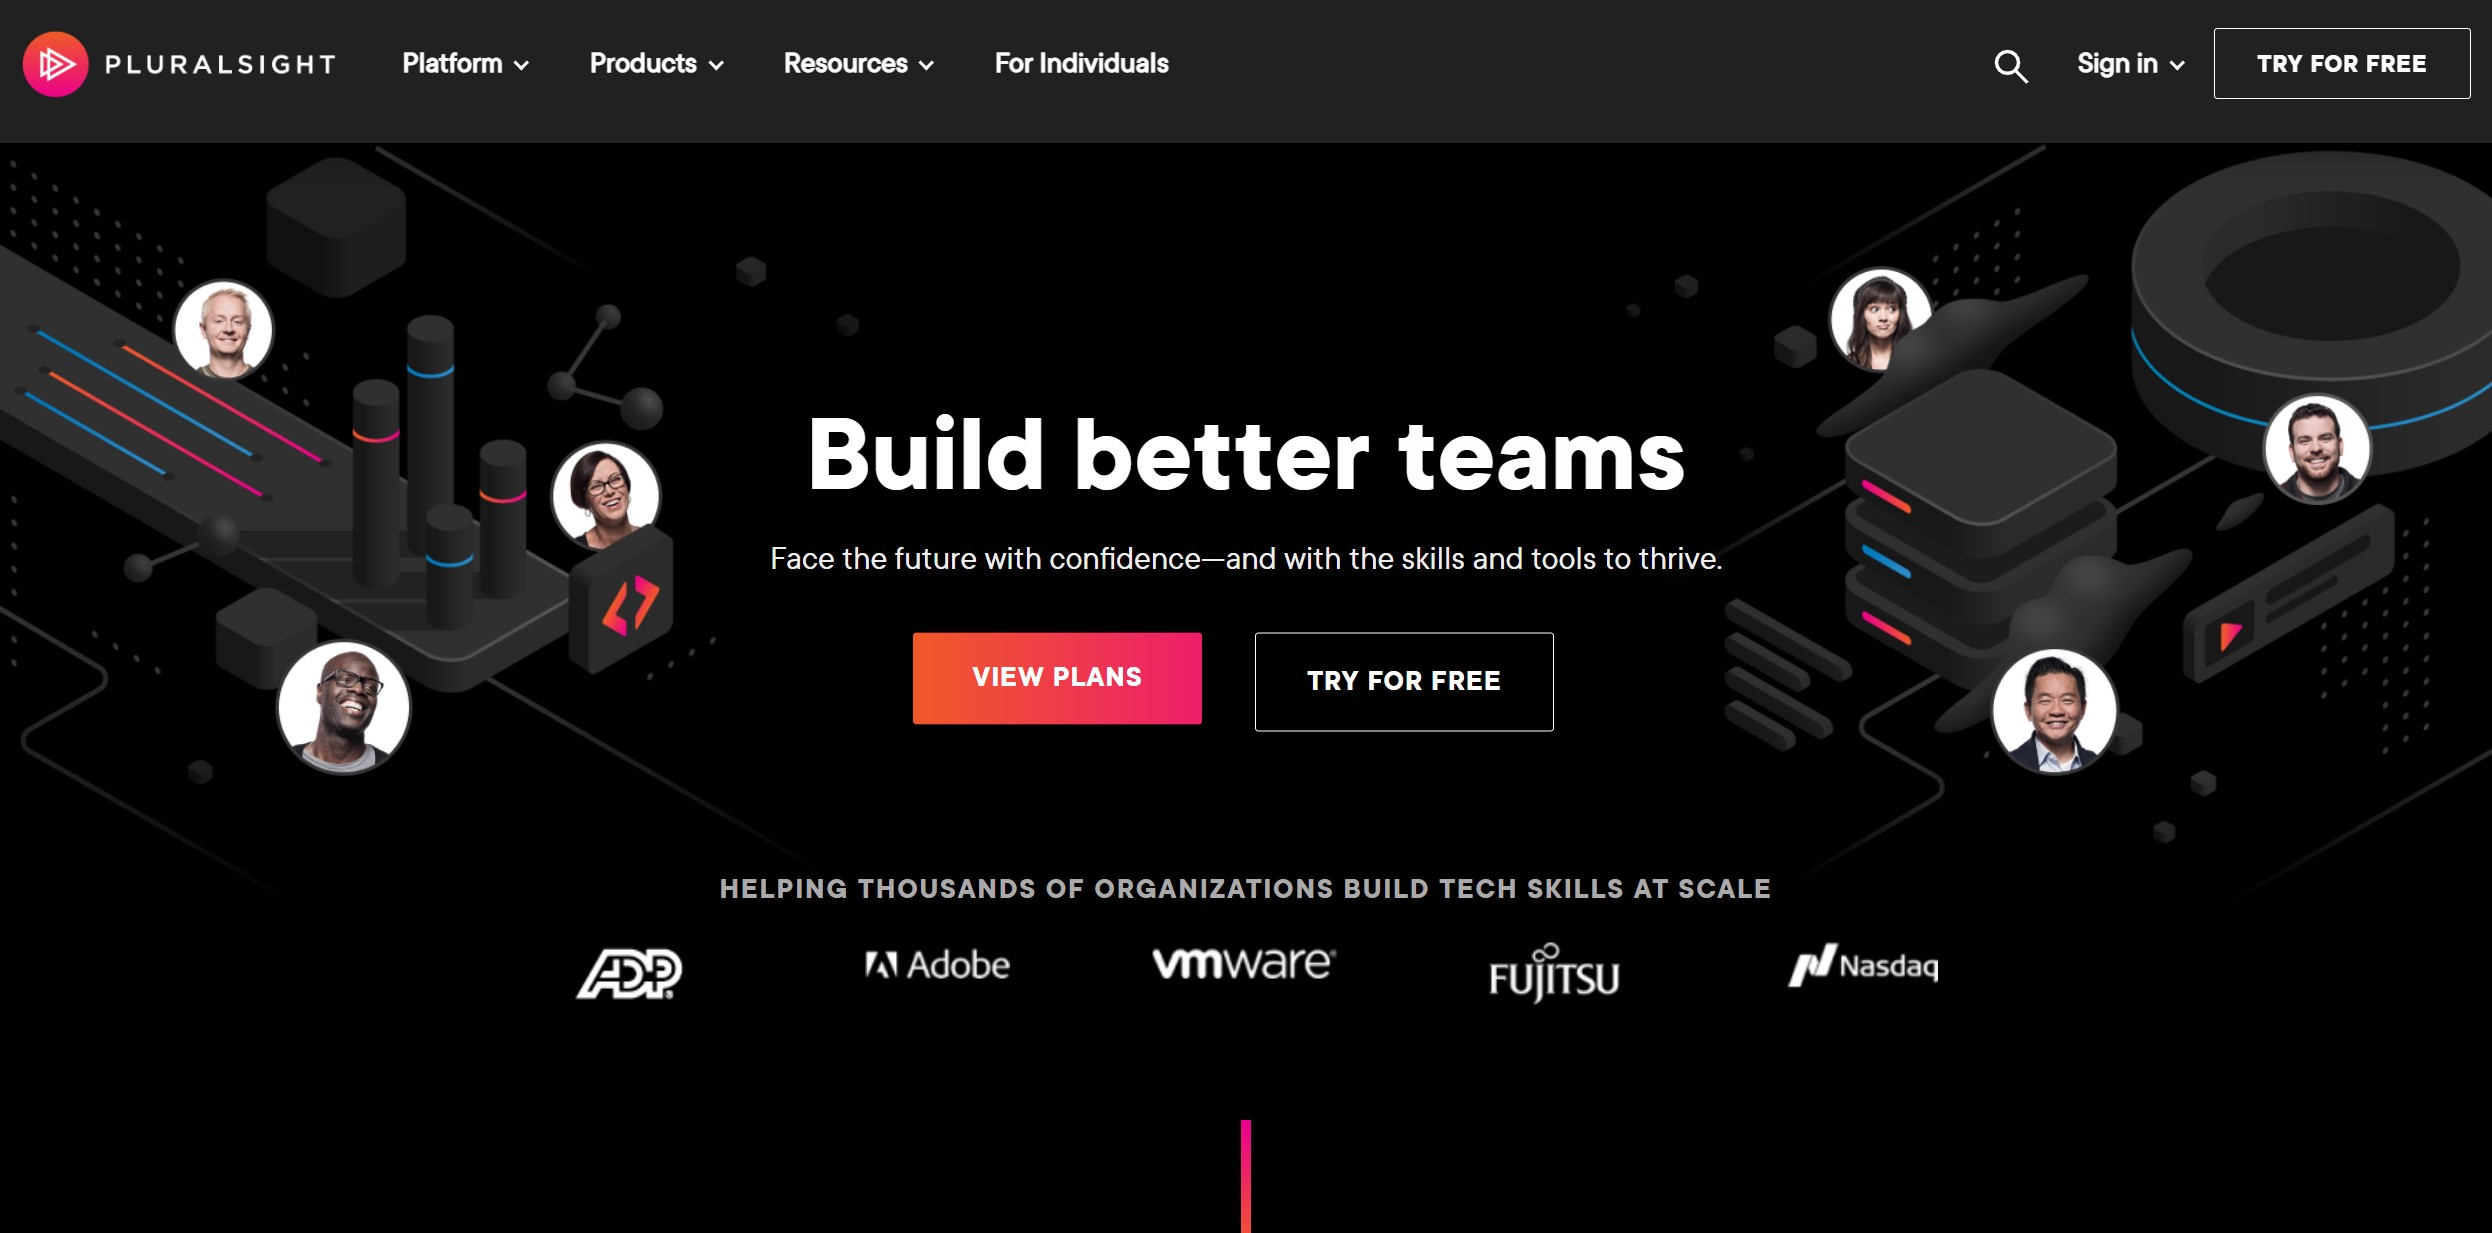 PLURALSIGHT
Platform
Products
Resources
For Individuals
Sign in
TRY FOR FREE
Build better teams
Face the future with confidence—and with the skills and tools to thrive.
VIEW PLANS
TRY FOR FREE
HELPING THOUSANDS OF ORGANIZATIONS BUILD TECH SKILLS AT SCALE
ADP
Adobe
vmware
FUJITSU
Nasdaq